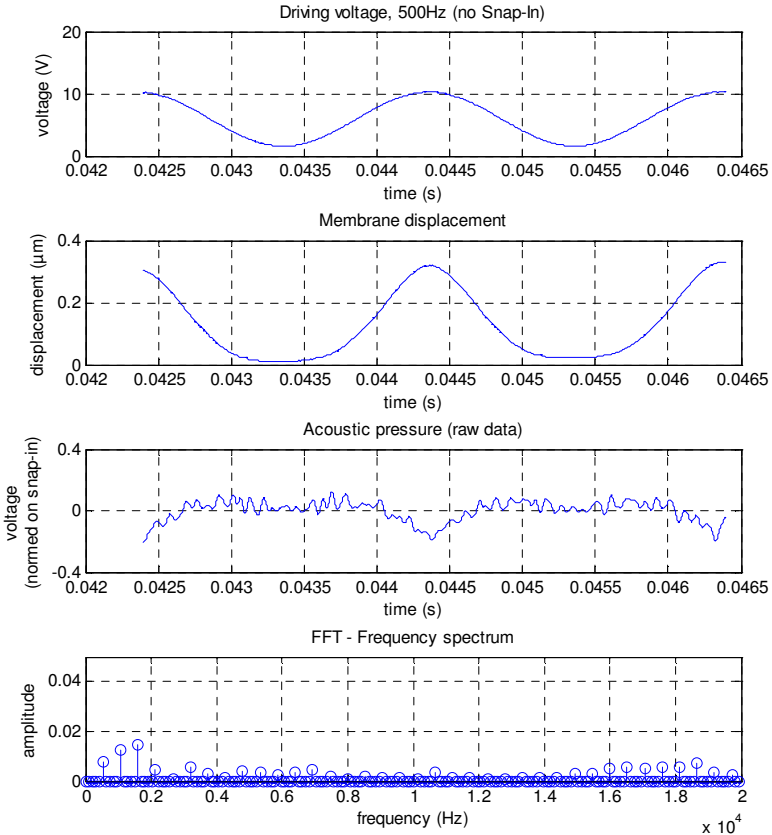 Driving voltage, 500Hz (no Snap-In)
20
10
0
voltage (V)
0.042 0.0425 0.043 0.0435 0.044 0.0445 0.045 0.0455 0.046 0.0465
time (s)
Membrane displacement
0.4
0.2
0
displacement (µm)
0.042 0.0425 0.043 0.0435 0.044 0.0445 0.045 0.0455 0.046 0.0465
time (s)
Acoustic pressure (raw data)
0.4
0
-0.4
voltage
(normed on snap-in)
0.042 0.0425 0.043 0.0435 0.044 0.0445 0.045 0.0455 0.046 0.0465
time (s)
FFT - Frequency spectrum
0.04
0.02
0
amplitude
0 0.2 0.4 0.6 0.8 1.0 1.2 1.4 1.6 1.8 2
frequency (Hz)
x 10⁴